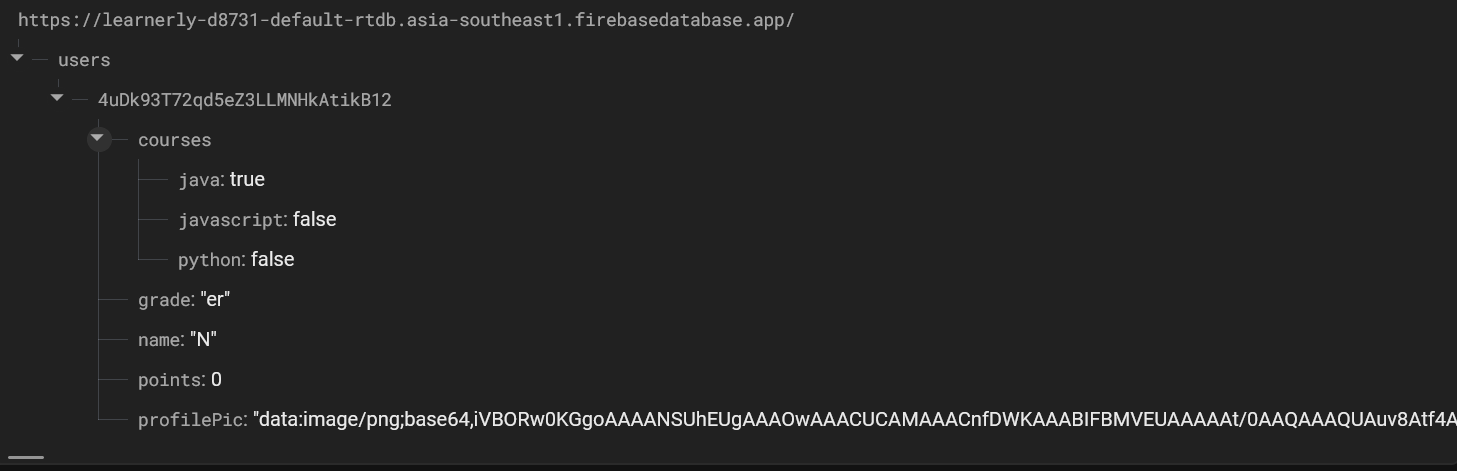 https://learnerly-d8731-default-rtdb.asia-southeast1.firebasedatabase.app/
users
4uDk93T72qd5eZ3LLMNHkAtikB12
courses
java: true
javascript: false
python: false
grade: "er"
name: "N"
points: 0
profilePic: "data:image/png;base64,iVBORw0KGgoAAAANSUhEUgAAAOwAAACUCAMAAACnfDWKAAABIFBMVEUAAAAAt/0AAQAAAQUAuv8Atf4A